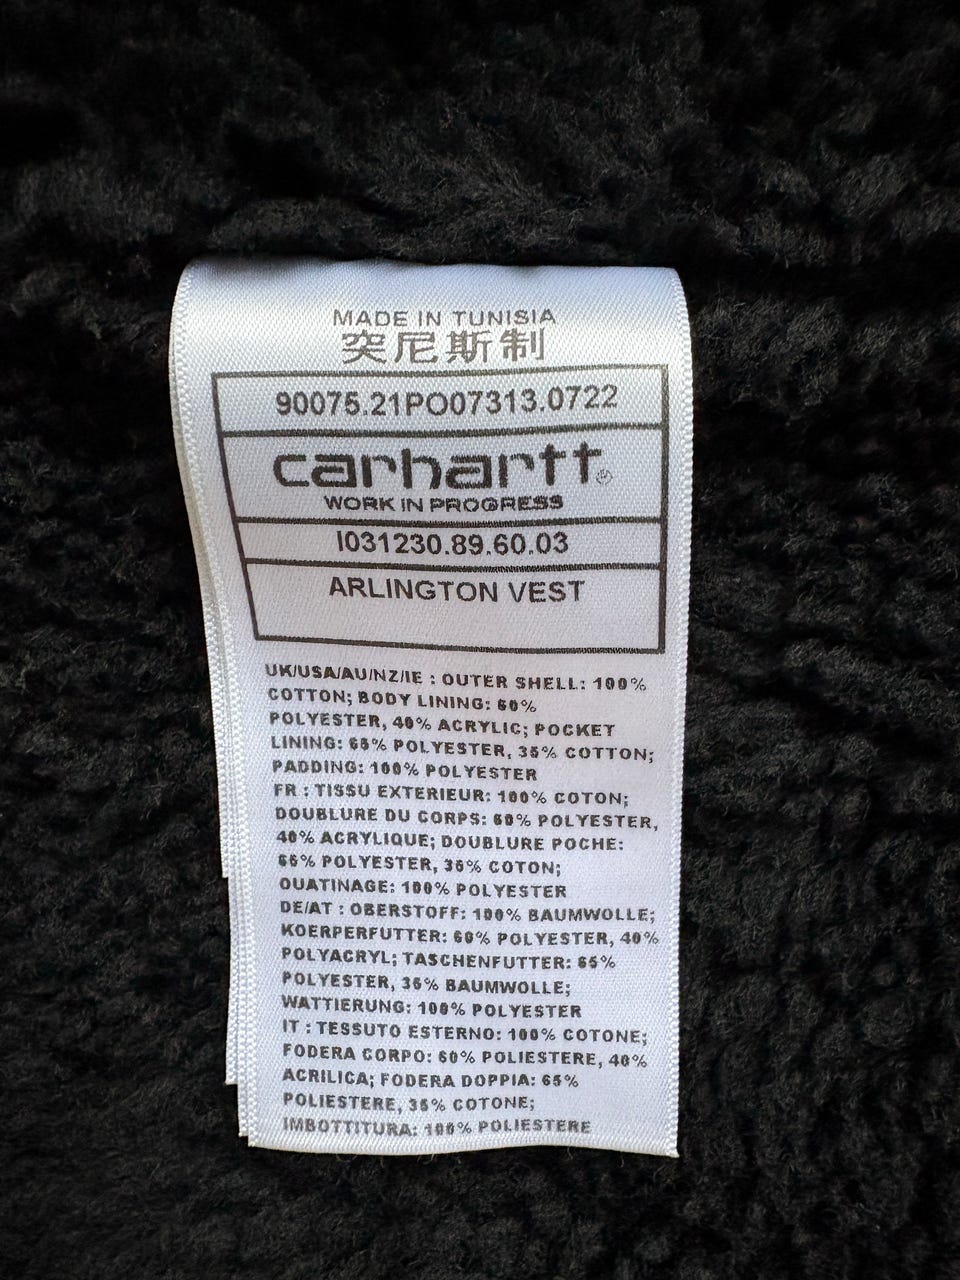 MADE IN TUNISIA
突尼斯制
90075.21PO07313.0722
carhartt
WORK IN PROGRESS
I031230.89.60.03
ARLINGTON VEST
UK/USA/AU/NZ/IE : OUTER SHELL: 100%
COTTON; BODY LINING: 60%
POLYESTER, 40% ACRYLIC; POCKET
LINING: 65% POLYESTER, 35% COTTON;
PADDING: 100% POLYESTER
FR : TISSU EXTERIEUR: 100% COTON;
DOUBLURE DU CORPS: 60% POLYESTER,
40% ACRYLIQUE; DOUBLURE POCHE:
65% POLYESTER, 35% COTON;
OUATINAGE: 100% POLYESTER
DE/AT : OBERSTOFF: 100% BAUMWOLLE;
KOERPERFUTTER: 60% POLYESTER, 40%
POLYACRYL; TASCHENFUTTER: 65%
POLYESTER, 35% BAUMWOLLE;
WATTIERUNG: 100% POLYESTER
IT : TESSUTO ESTERNO: 100% COTONE;
FODERA CORPO: 60% POLIESTERE, 40%
ACRILICA; FODERA DOPPIA: 65%
POLIESTERE, 35% COTONE;
IMBOTTITURA: 100% POLIESTERE